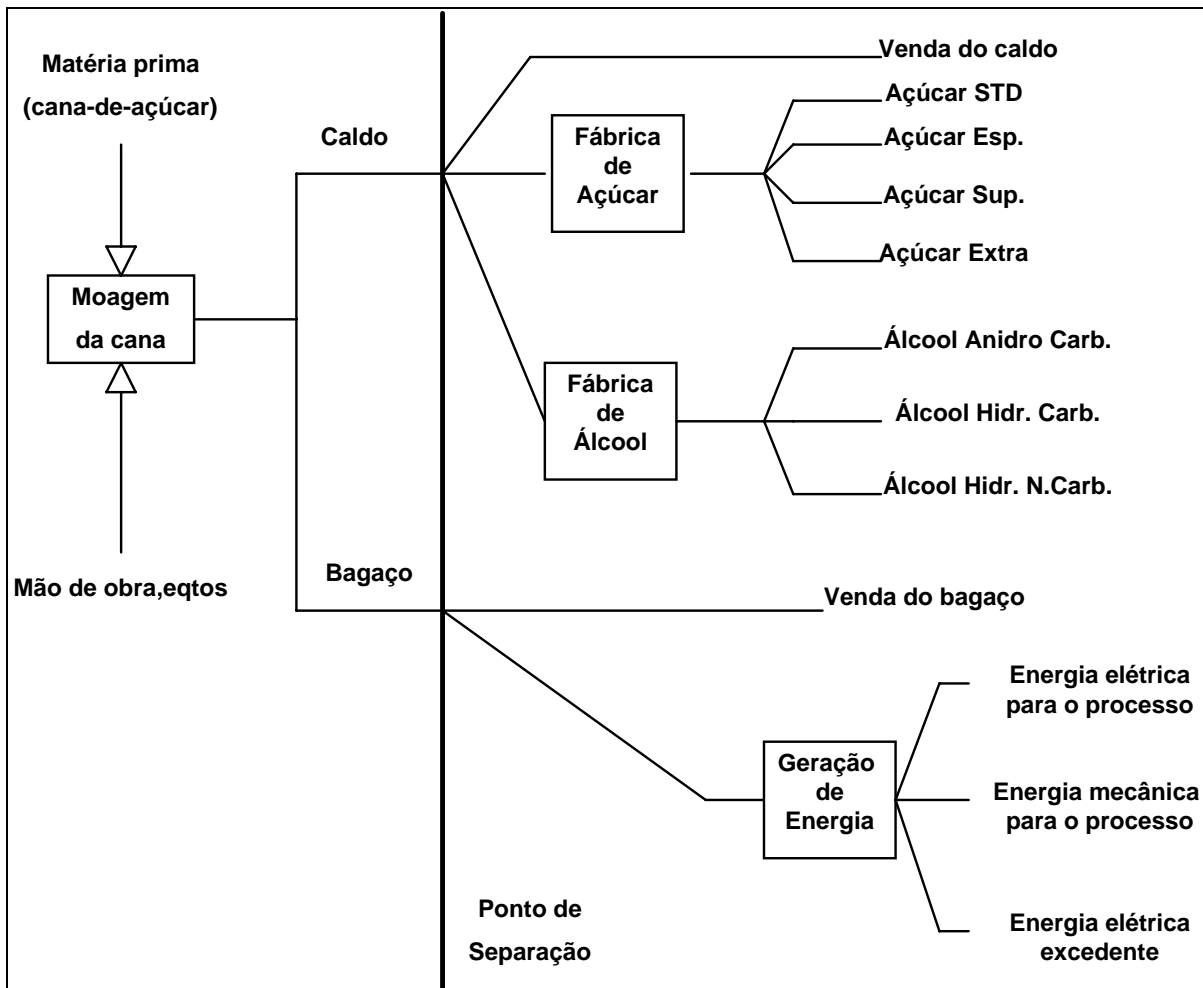 Matéria prima
(cana-de-açúcar)
Moagem
da cana
Mão de obra,eqtos
Caldo
Bagaço
Ponto de
Separação
Venda do caldo
Fábrica
de
Açúcar
Açúcar STD
Açúcar Esp.
Açúcar Sup.
Açúcar Extra
Fábrica
de
Álcool
Álcool Anidro Carb.
Álcool Hidr. Carb.
Álcool Hidr. N.Carb.
Venda do bagaço
Geração
de
Energia
Energia elétrica
para o processo
Energia mecânica
para o processo
Energia elétrica
excedente